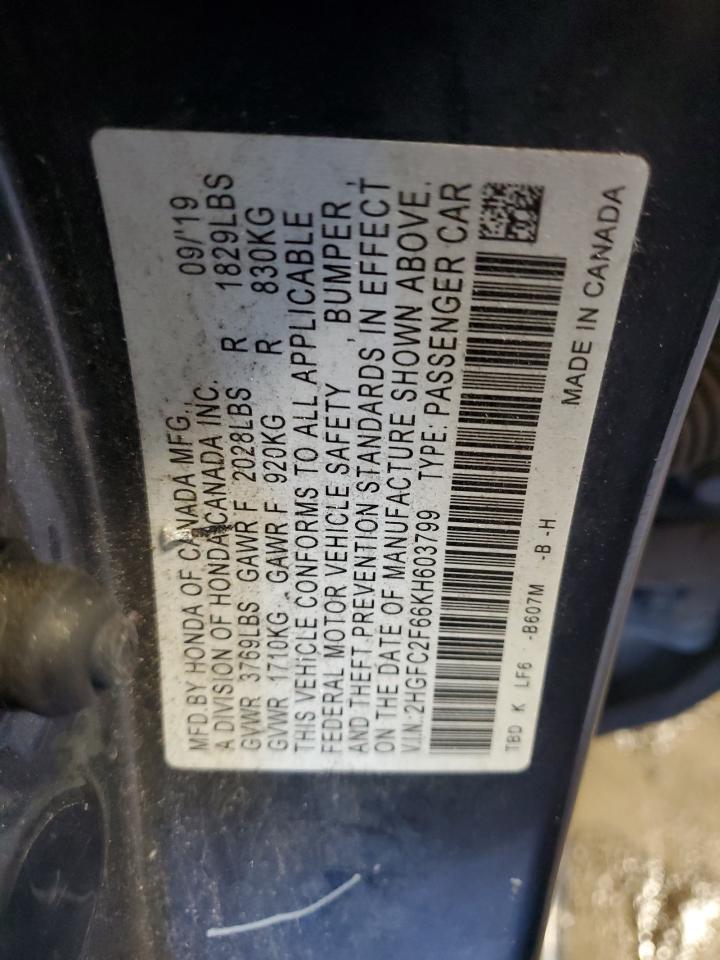 MFD.BY HONDA OF CANADA MFG., 09/'19
A DIVISION OF HONDA CANADA INC.
GVWR 3769LBS GAWR F 2028LBS R 1829LBS
GVWR 1710KG GAWR F 920KG R 830KG
THIS VEHICLE CONFORMS TO ALL APPLICABLE
FEDERAL MOTOR VEHICLE SAFETY , BUMPER ,
AND THEFT PREVENTION STANDARDS IN EFFECT
ON THE DATE OF MANUFACTURE SHOWN ABOVE.
V.I.N:2HGFC2F66KH603799 TYPE: PASSENGER CAR
TBD K LF6 -B607M -B -H
MADE IN CANADA